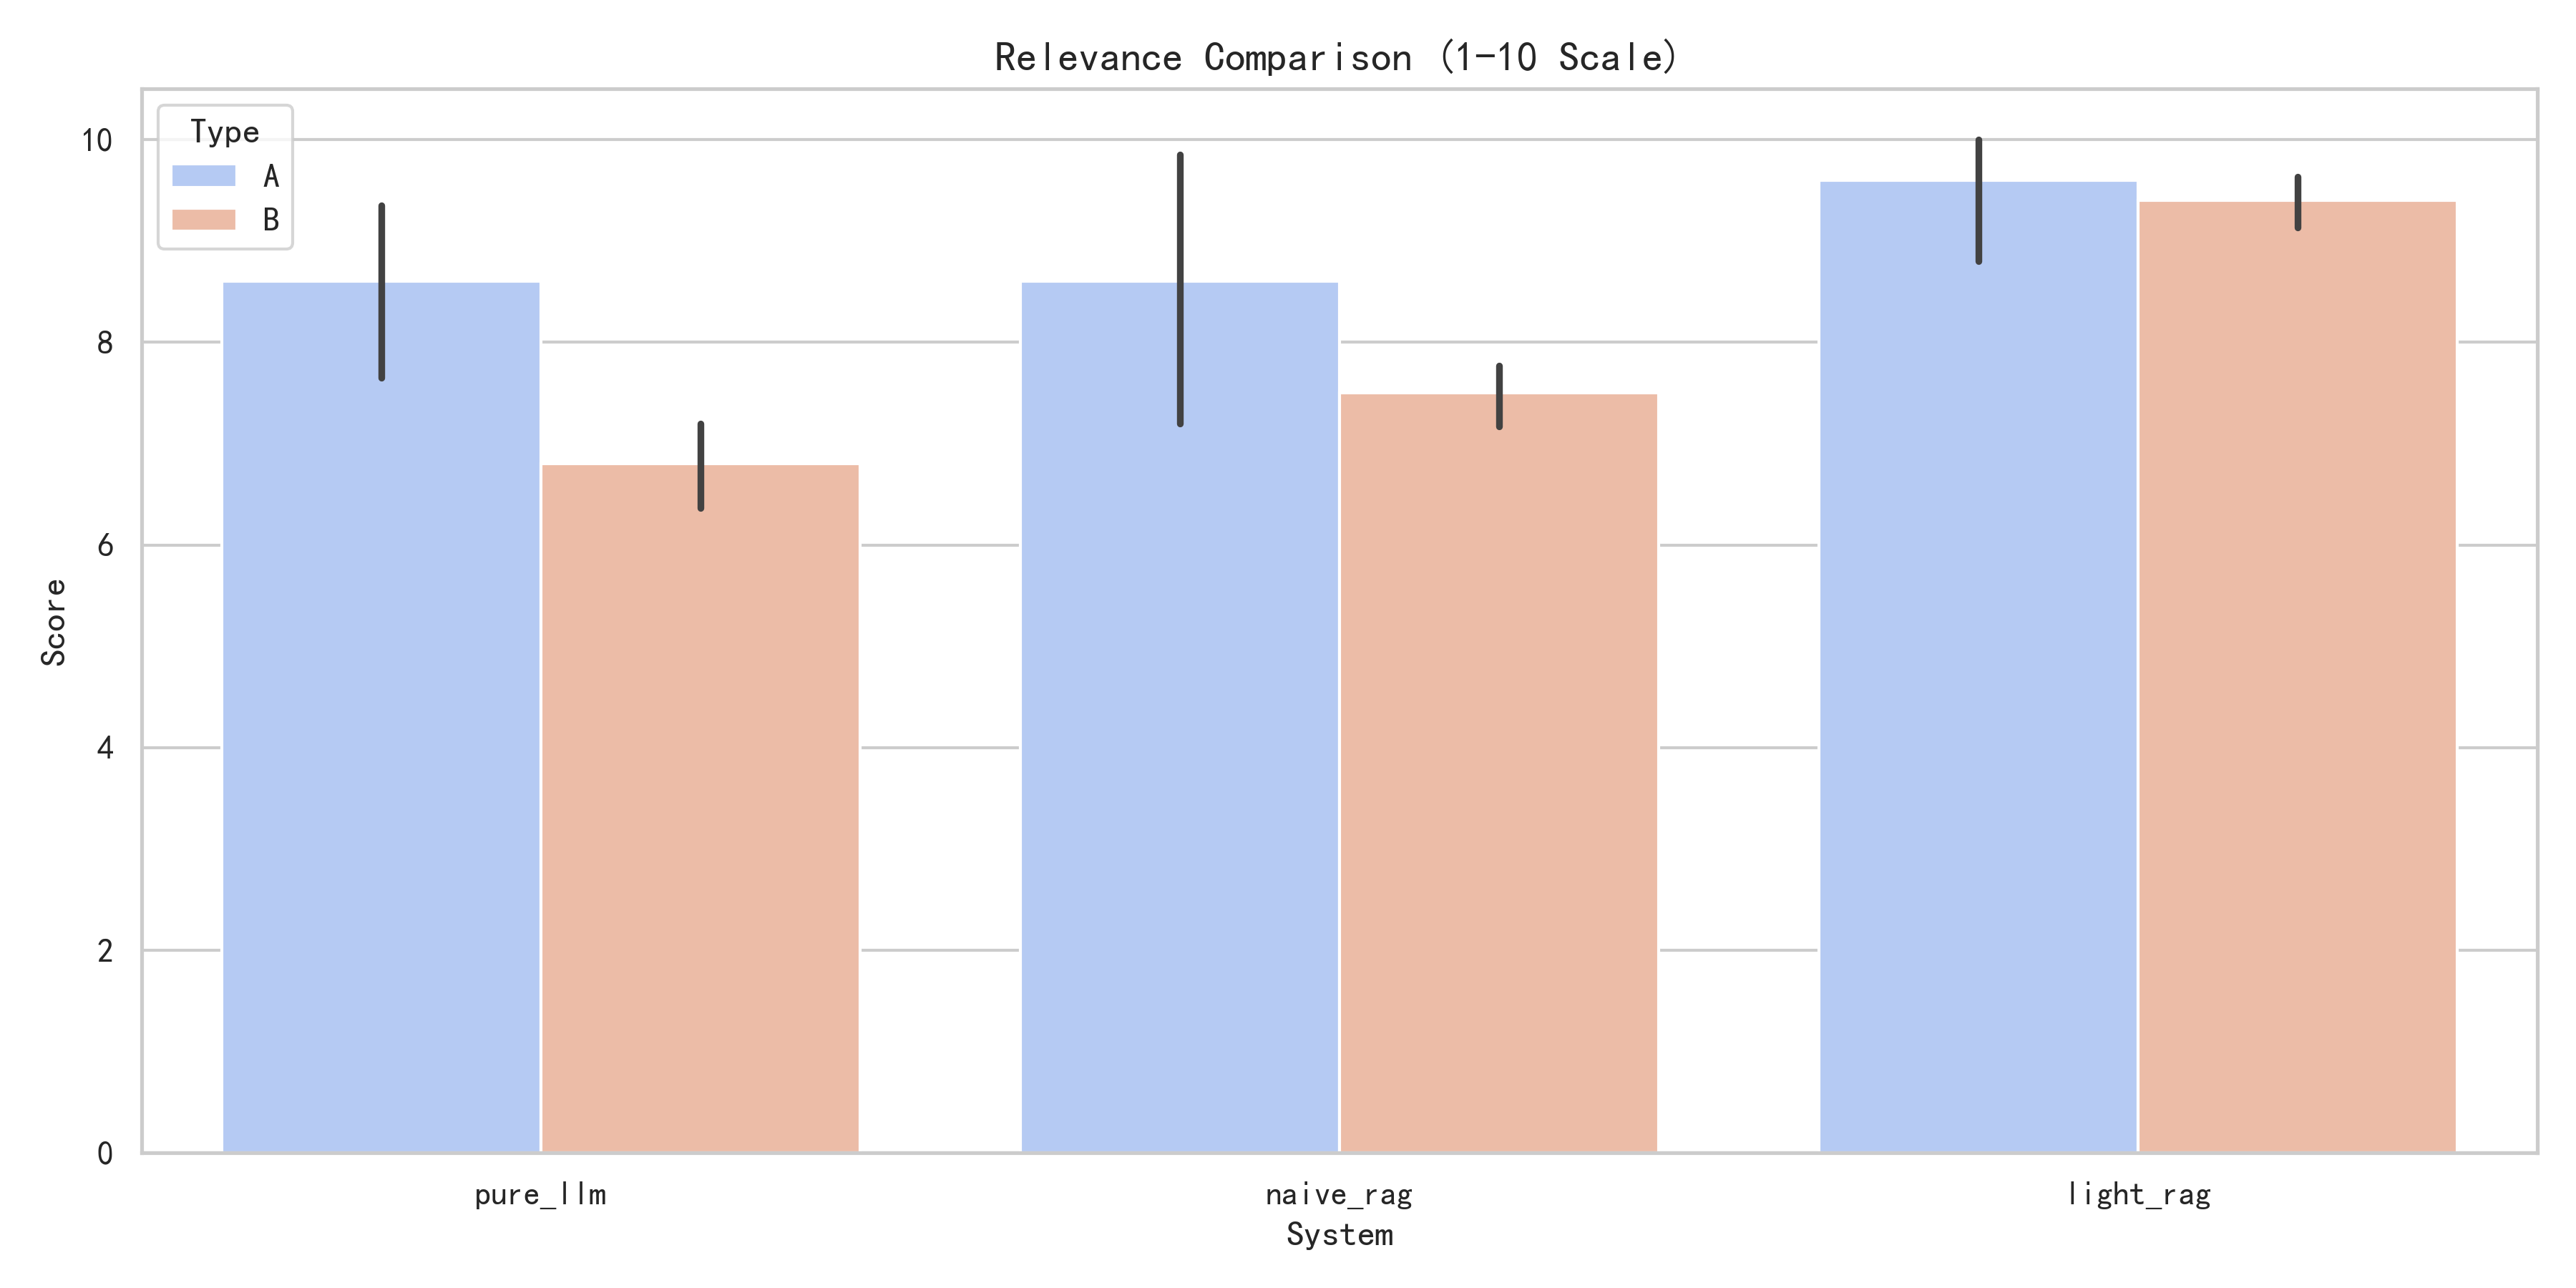 Relevance Comparison (1-10 Scale)
Type
A
B
10
8
6
4
2
0
Score
pure_llm naive_rag light_rag
System